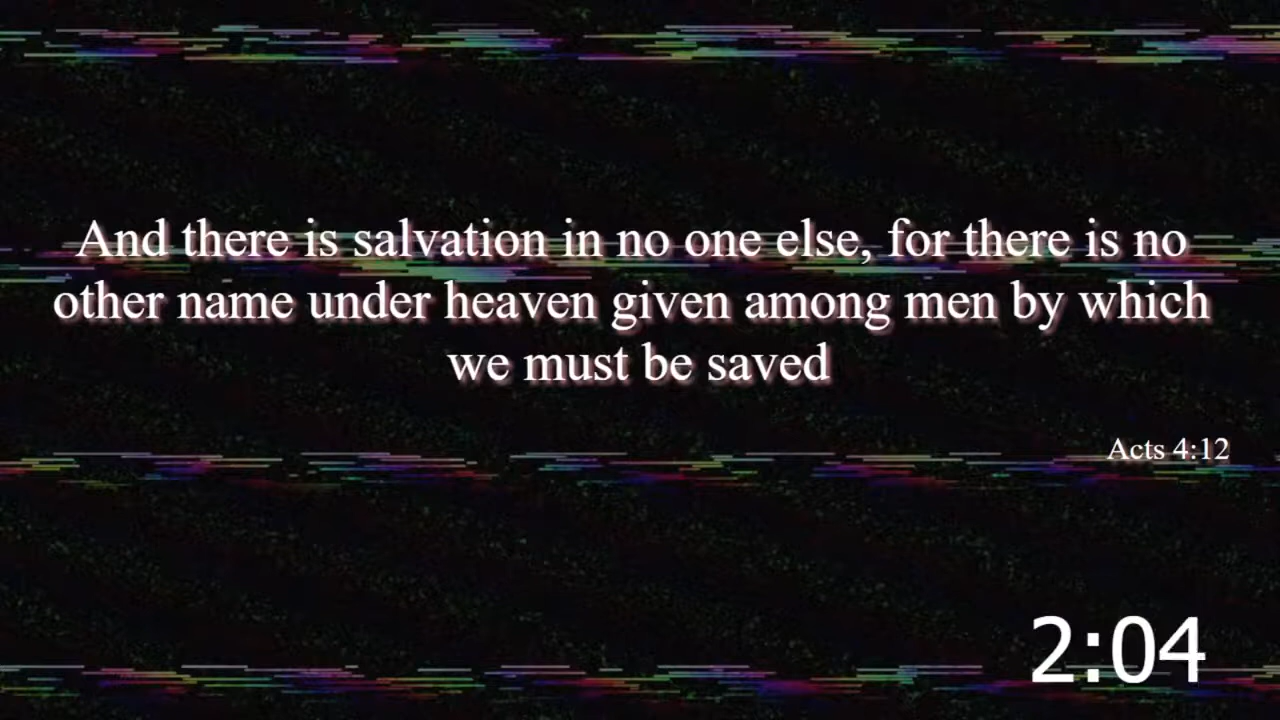 And there is salvation in no one else, for there is no
other name under heaven given among men by which
we must be saved
Acts 4:12
2:04